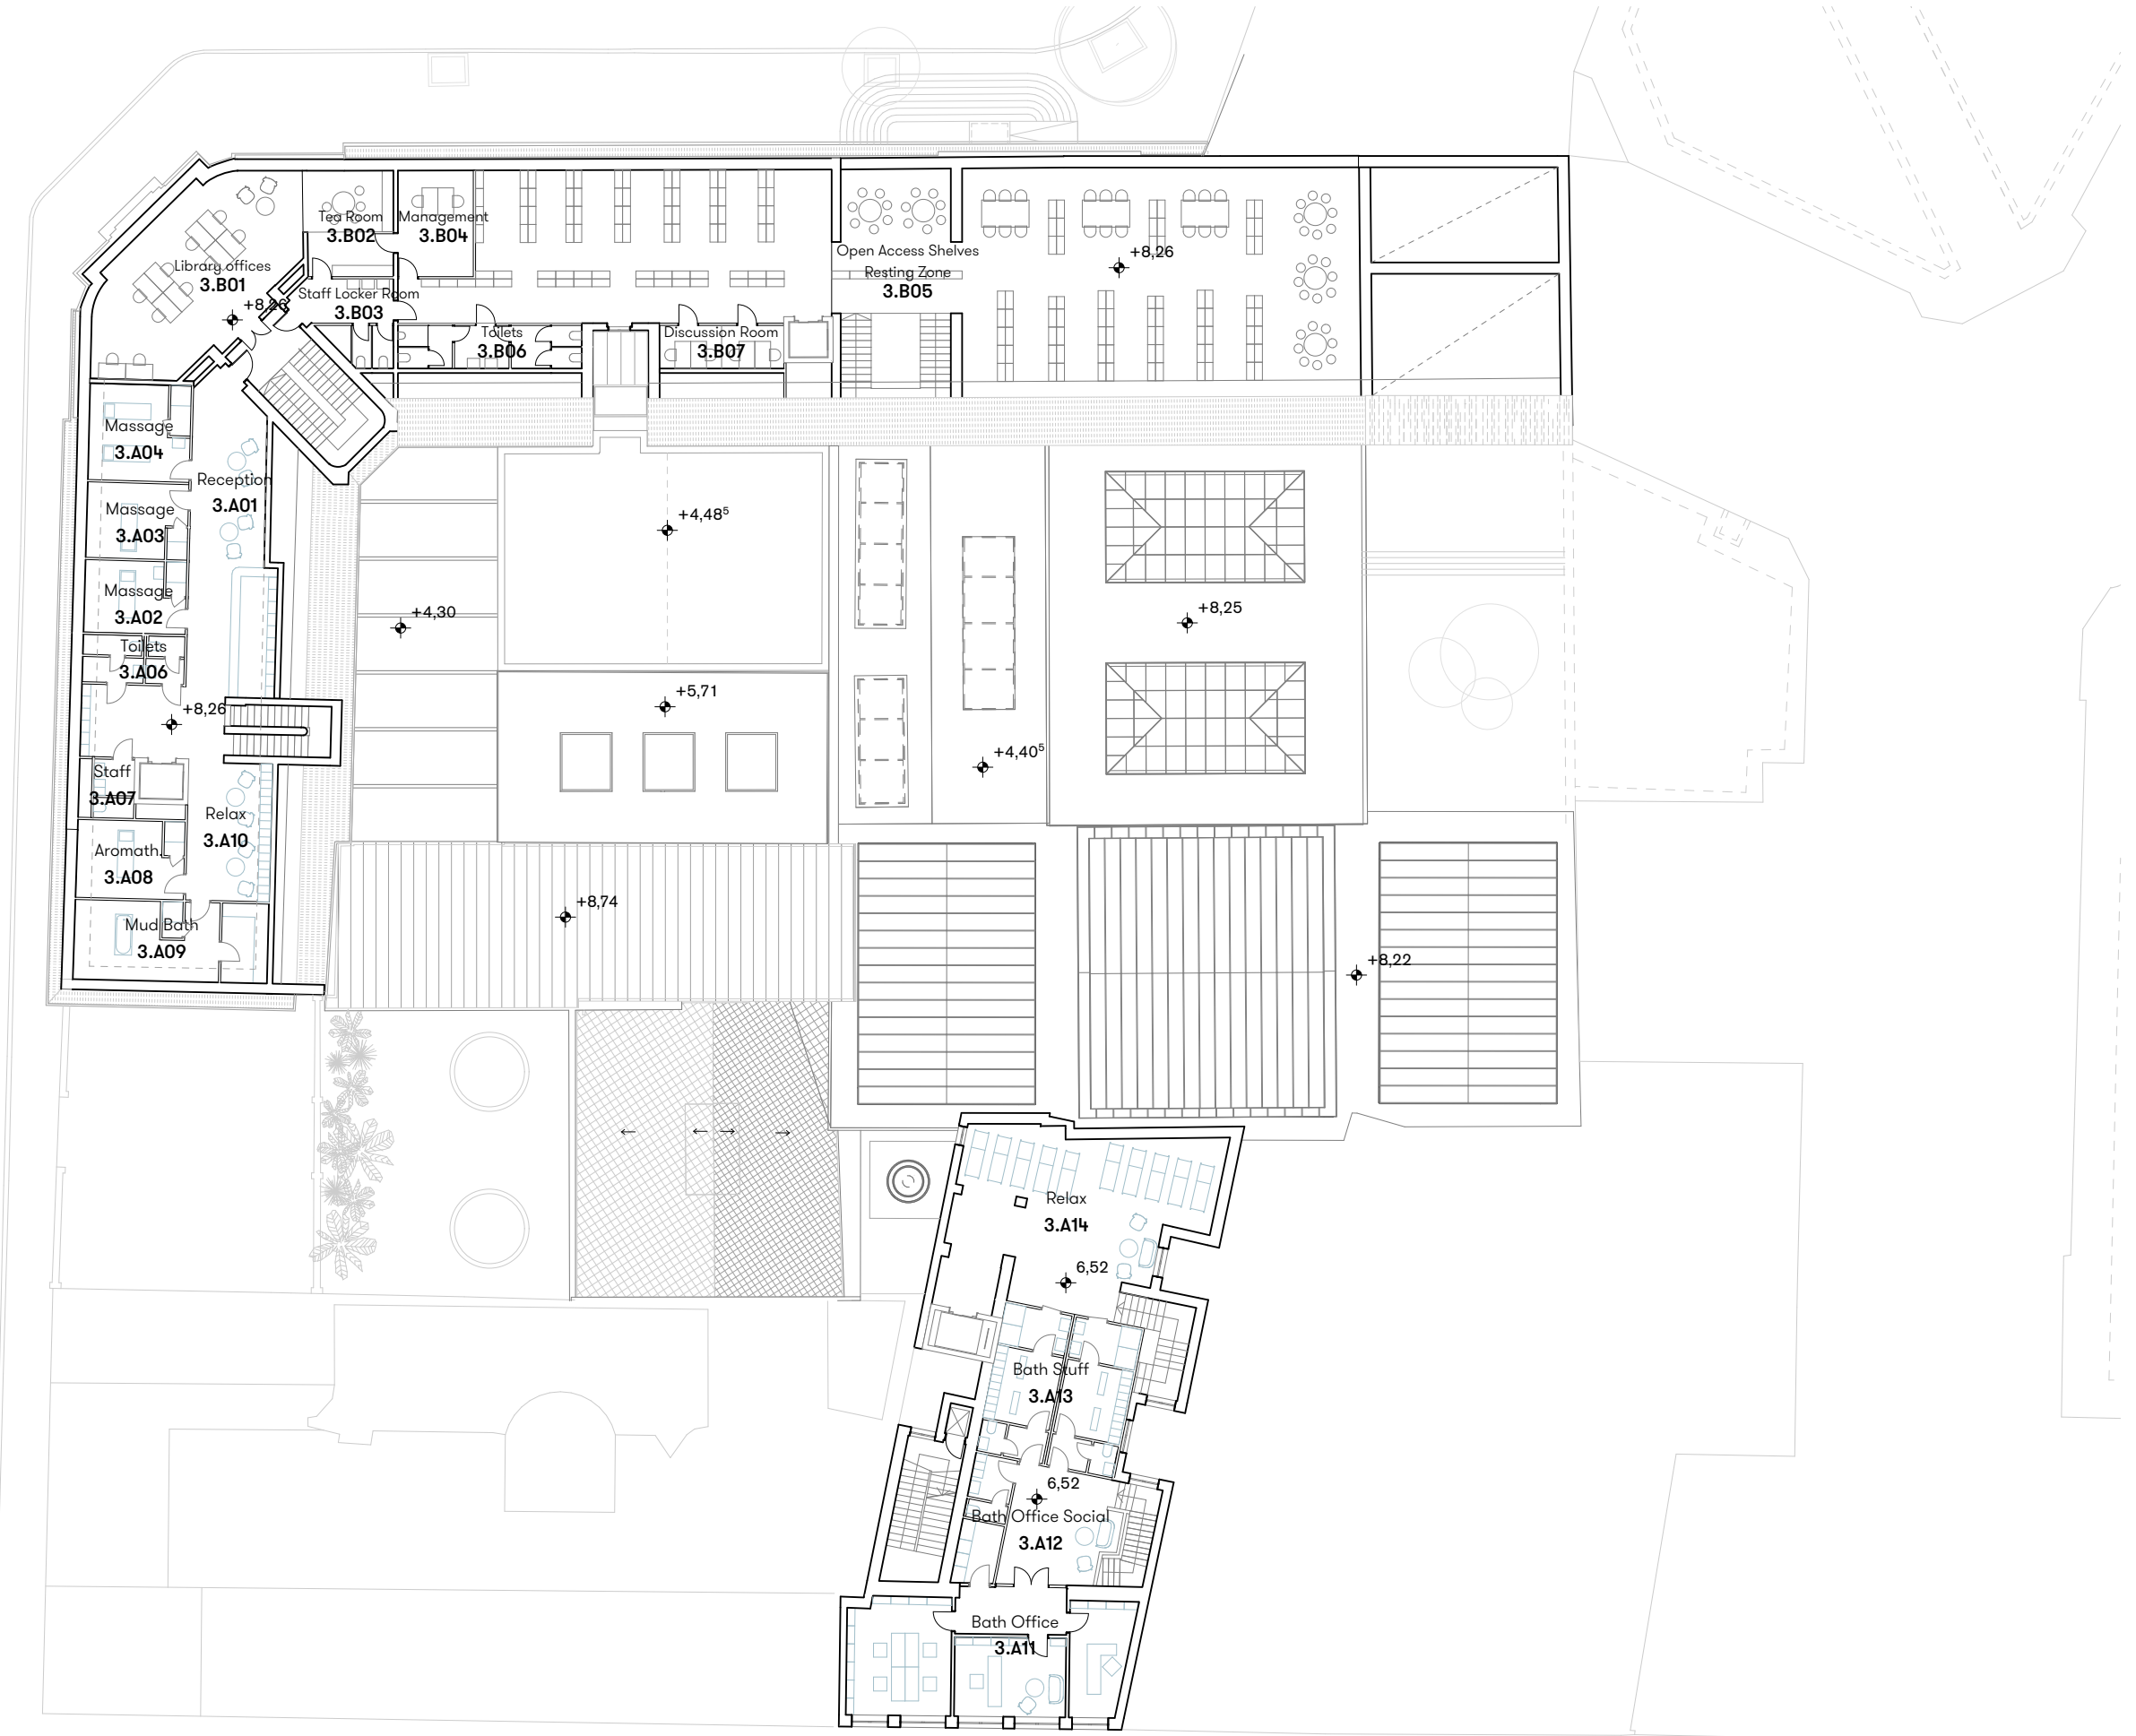 Tea Room
3.B02
Management
3.B04
Library offices
3.B01
+8,26
Staff Locker Room
3.B03
Toilets
3.B06
Discussion Room
3.B07
Open Access Shelves
Resting Zone
3.B05
+8,26
Massage
3.A04
Reception
3.A01
Massage
3.A03
Massage
3.A02
Toilets
3.A06
+8,26
Staff
3.A07
Relax
3.A10
Aromath.
3.A08
Mud Bath
3.A09
+4,48⁵
+4,30
+5,71
+8,25
+4,40⁵
+8,74
+8,22
Relax
3.A14
6,52
Bath Stuff
3.A13
6,52
Bath Office Social
3.A12
Bath Office
3.A11